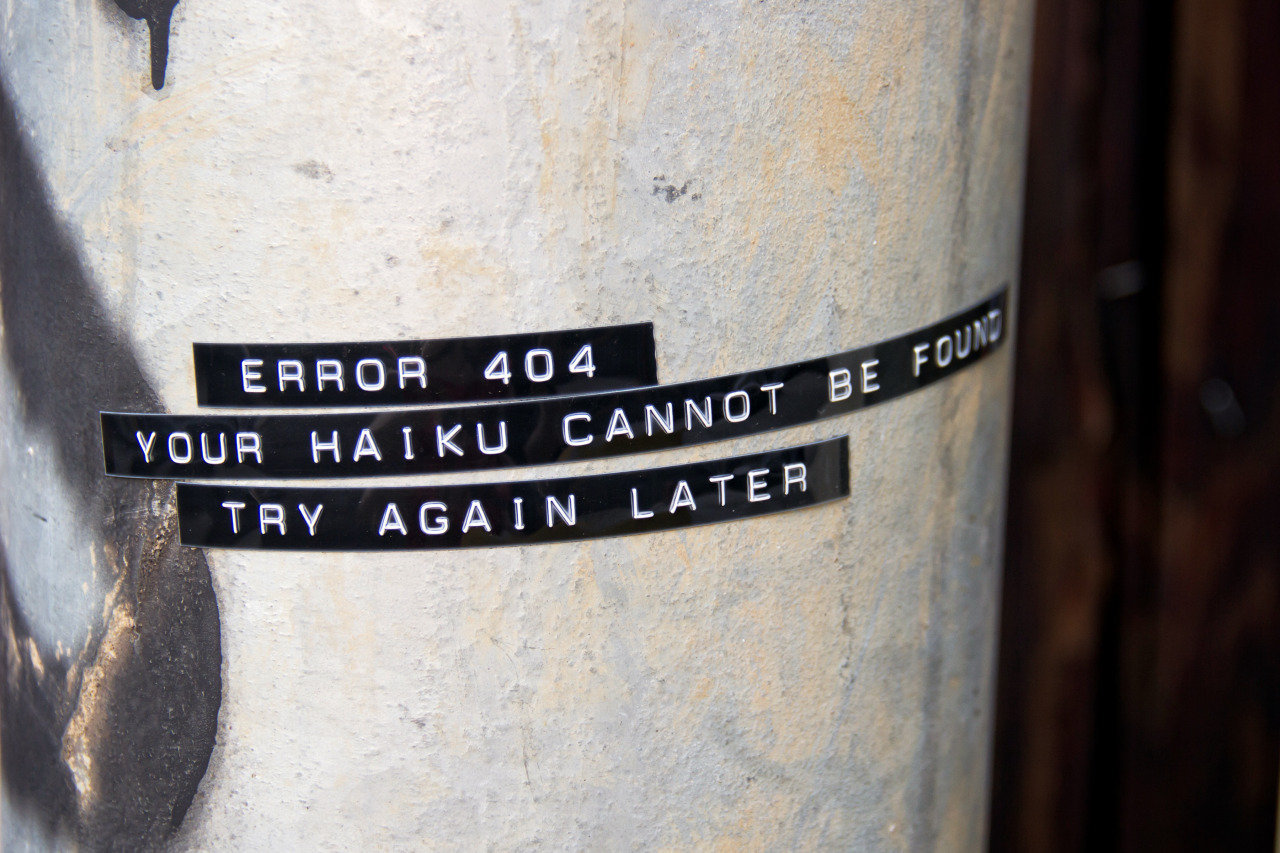 ERROR 404
YOUR HAIKU CANNOT BE FOUND
TRY AGAIN LATER